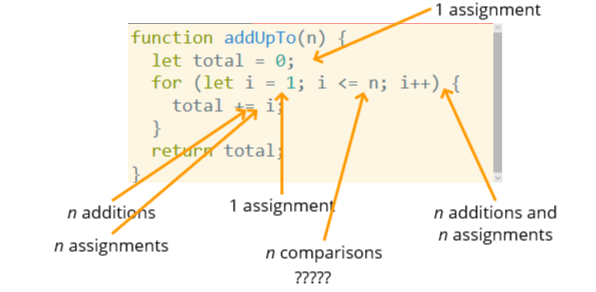 1 assignment
function addUpTo(n) {
let total = 0;
for (let i = 1; i <= n; i++) {
total += i;
}
return total;
}
n additions
n assignments
1 assignment
n comparisons
?????
n additions and
n assignments